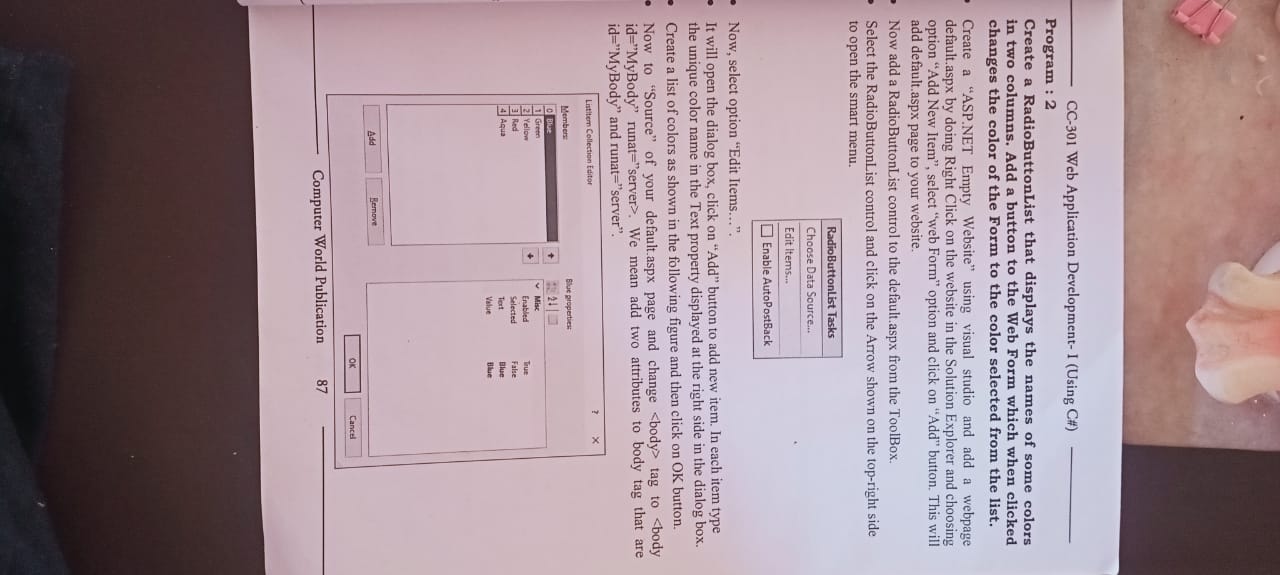 CC-301 Web Application Development- I (Using C#)
Program : 2
Create a RadioButtonList that displays the names of some colors
in two columns. Add a button to the Web Form which when clicked
changes the color of the Form to the color selected from the list.
• Create a “ASP.NET Empty Website” using visual studio and add a webpage
default.aspx by doing Right Click on the website in the Solution Explorer and choosing
option “Add New Item”, select “web Form” option and click on “Add” button. This will
add default.aspx page to your website.
• Now add a RadioButtonList control to the default.aspx from the ToolBox.
• Select the RadioButtonList control and click on the Arrow shown on the top-right side
to open the smart menu.
RadioButtonList Tasks
Choose Data Source...
Edit Items...
Enable AutoPostBack
• Now, select option “Edit Items… ”.
• It will open the dialog box, click on “Add” button to add new item. In each item type
the unique color name in the Text property displayed at the right side in the dialog box.
• Create a list of colors as shown in the following figure and then click on OK button.
• Now to “Source” of your default.aspx page and change <body> tag to <body
id=”MyBody” runat=”server>. We mean add two attributes to body tag that are
id=”MyBody” and runat=”server”.
ListItem Collection Editor ? ×
Members: Blue properties:
0 Blue
1 Green
2 Yellow
3 Red
4 Aqua
Misc
Enabled True
Selected False
Text Blue
Value Blue
Add Remove
OK Cancel
Computer World Publication 87